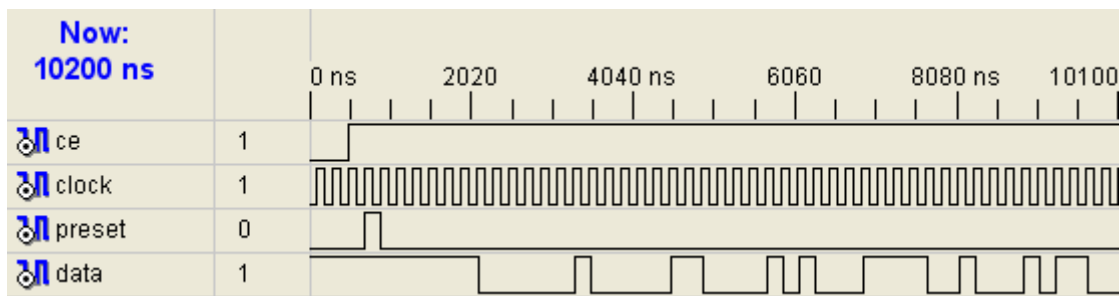 Now:
10200 ns
0 ns 2020 4040 ns 6060 8080 ns 10100
ce 1
clock 1
preset 0
data 1